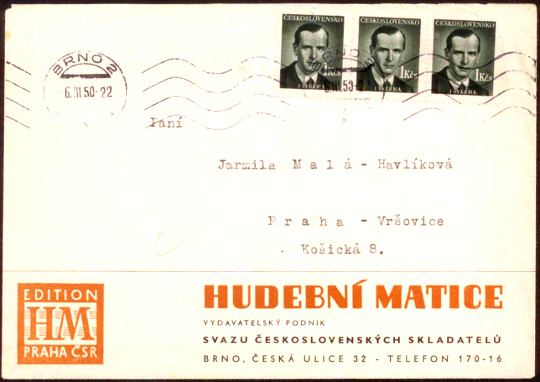 ČESKOSLOVENSKO
1Kčs
ČESKOSLOVENSKO
1Kčs
ČESKOSLOVENSKO
1Kčs
BRNO 2
6.III.50-22
Paní
Jarmila Malá - Havlíková
Praha - Vršovice
Košická 8.
EDITION
HM
PRAHA ČSR
HUDEBNÍ MATICE
VYDAVATELSKÝ PODNIK
SVAZU ČESKOSLOVENSKÝCH SKLADATELŮ
BRNO, ČESKÁ ULICE 32 - TELEFON 170-16